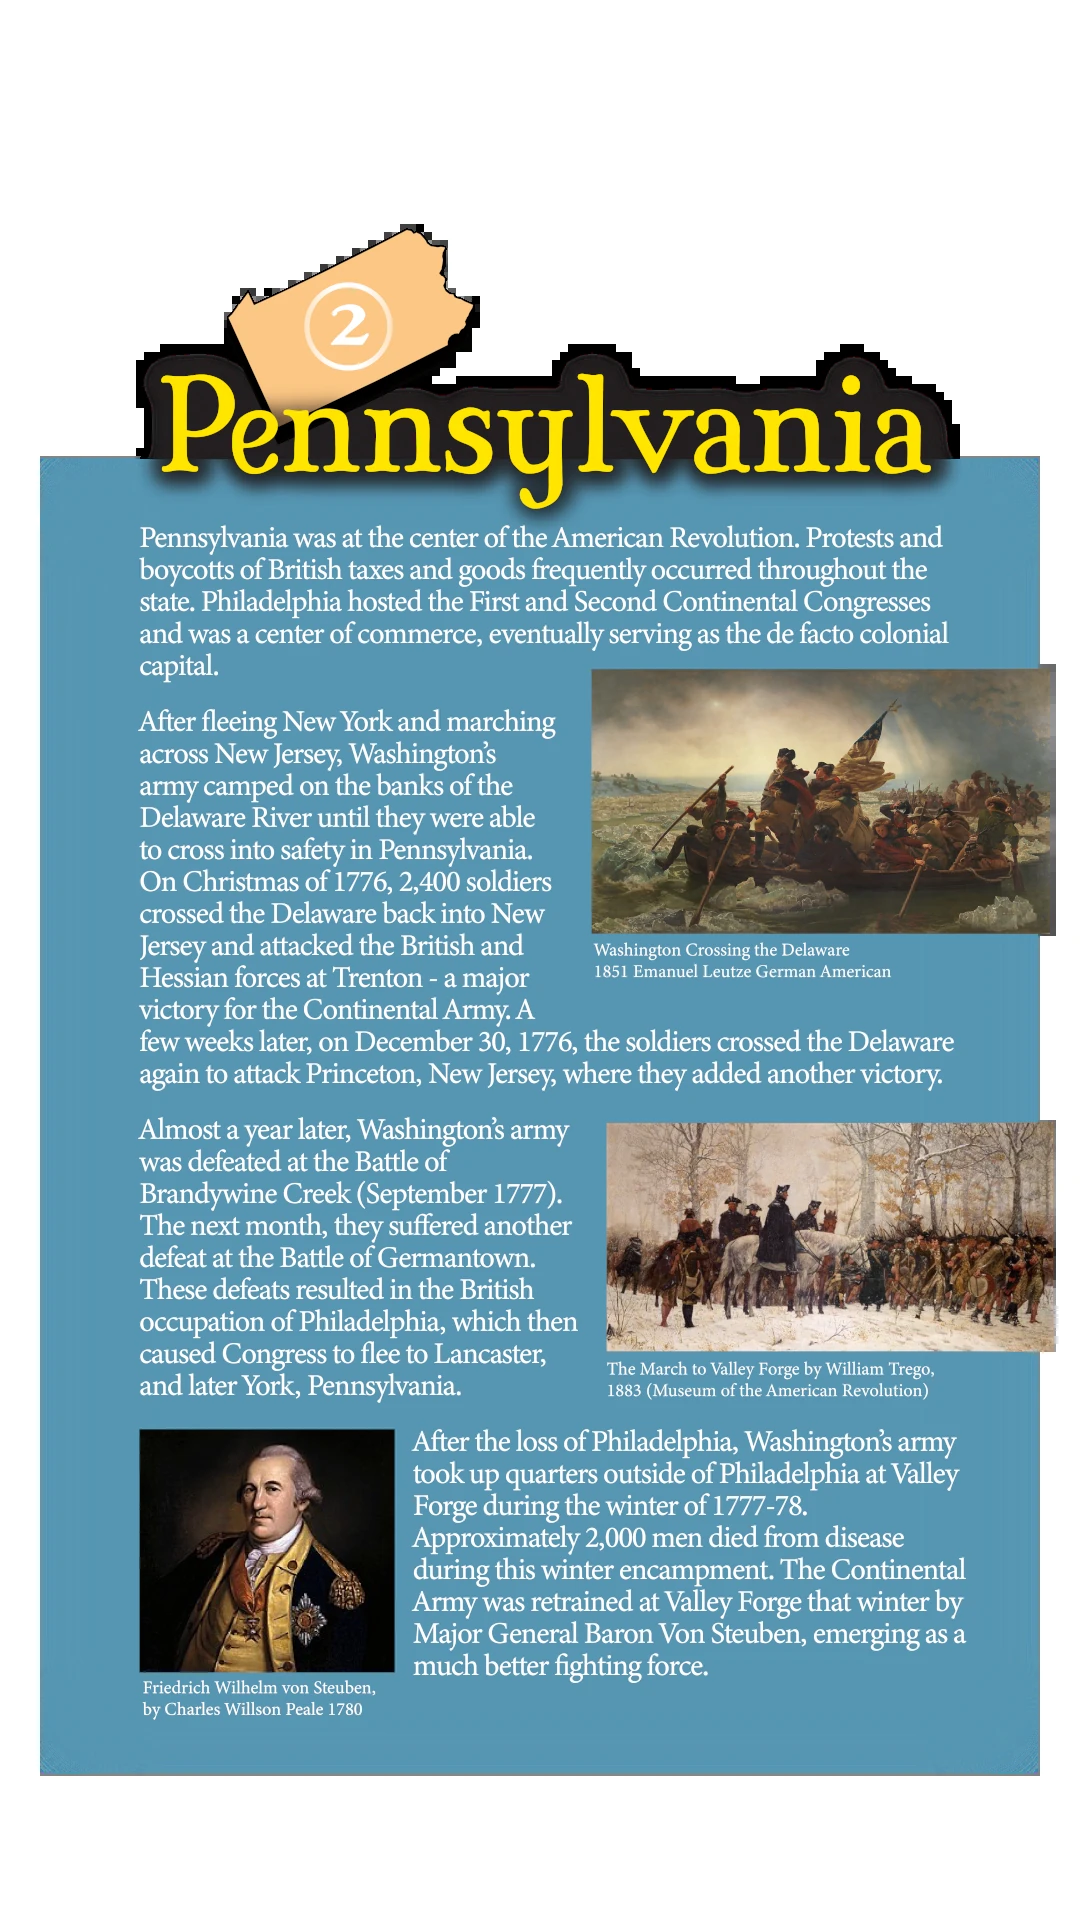 2
Pennsylvania
Pennsylvania was at the center of the American Revolution. Protests and
boycotts of British taxes and goods frequently occurred throughout the
state. Philadelphia hosted the First and Second Continental Congresses
and was a center of commerce, eventually serving as the de facto colonial
capital.
After fleeing New York and marching
across New Jersey, Washington's
army camped on the banks of the
Delaware River until they were able
to cross into safety in Pennsylvania.
On Christmas of 1776, 2,400 soldiers
crossed the Delaware back into New
Jersey and attacked the British and
Hessian forces at Trenton - a major
victory for the Continental Army. A
few weeks later, on December 30, 1776, the soldiers crossed the Delaware
again to attack Princeton, New Jersey, where they added another victory.
Washington Crossing the Delaware
1851 Emanuel Leutze German American
Almost a year later, Washington's army
was defeated at the Battle of
Brandywine Creek (September 1777).
The next month, they suffered another
defeat at the Battle of Germantown.
These defeats resulted in the British
occupation of Philadelphia, which then
caused Congress to flee to Lancaster,
and later York, Pennsylvania.
The March to Valley Forge by William Trego,
1883 (Museum of the American Revolution)
After the loss of Philadelphia, Washington's army
took up quarters outside of Philadelphia at Valley
Forge during the winter of 1777-78.
Approximately 2,000 men died from disease
during this winter encampment. The Continental
Army was retrained at Valley Forge that winter by
Major General Baron Von Steuben, emerging as a
much better fighting force.
Friedrich Wilhelm von Steuben,
by Charles Willson Peale 1780